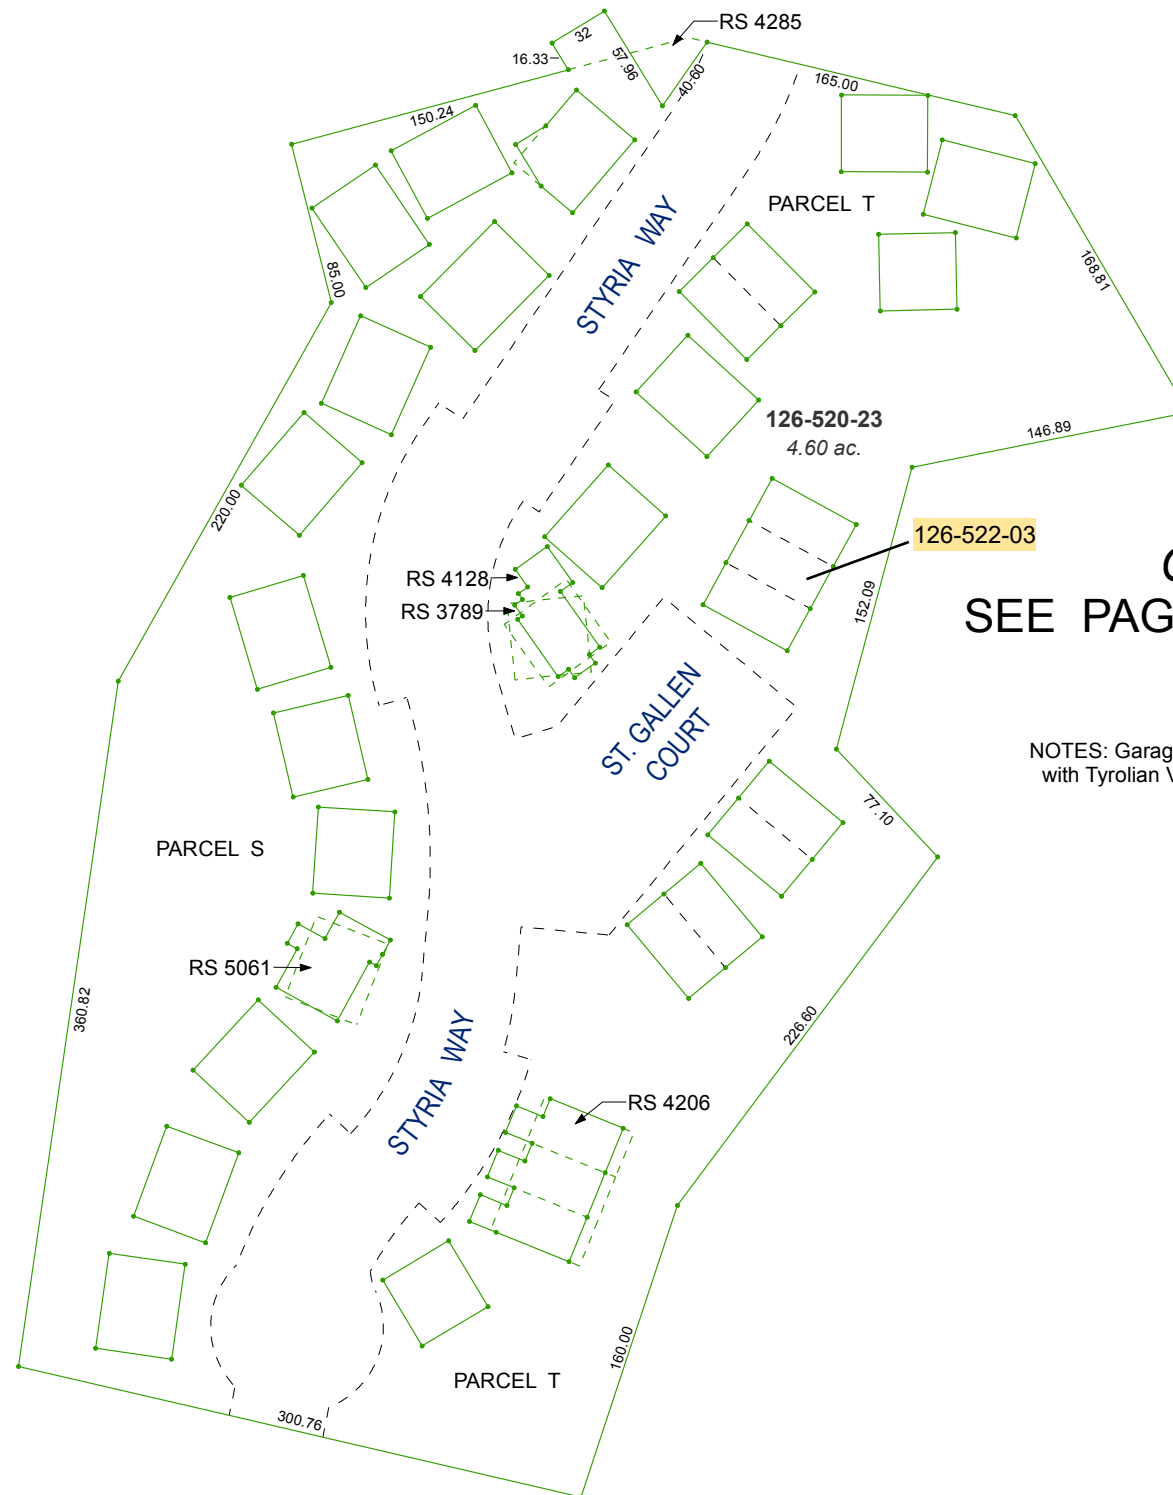 RS 4285
32
16.33
57.96
40.60
165.00
150.24
PARCEL T
STYRIA WAY
85.00
168.81
126-520-23
4.60 ac.
146.89
220.00
126-522-03
RS 4128
RS 3789
152.09
SEE PAG
ST. GALLEN
COURT
NOTES: Garag
with Tyrolian V
77.10
PARCEL S
RS 5061
360.82
226.60
STYRIA WAY
RS 4206
160.00
PARCEL T
300.76